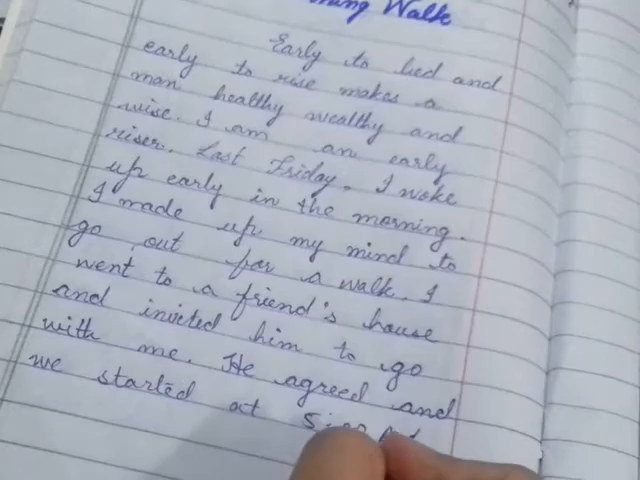 Walk
Early to bed and
early to rise makes a
man healthy wealthy and
wise. I am an early
riser. Last Friday. I woke
up early in the morning.
I made up my mind to
go out for a walk. I
went to a friend's house
and invited him to go
with me. He agreed and
we started at